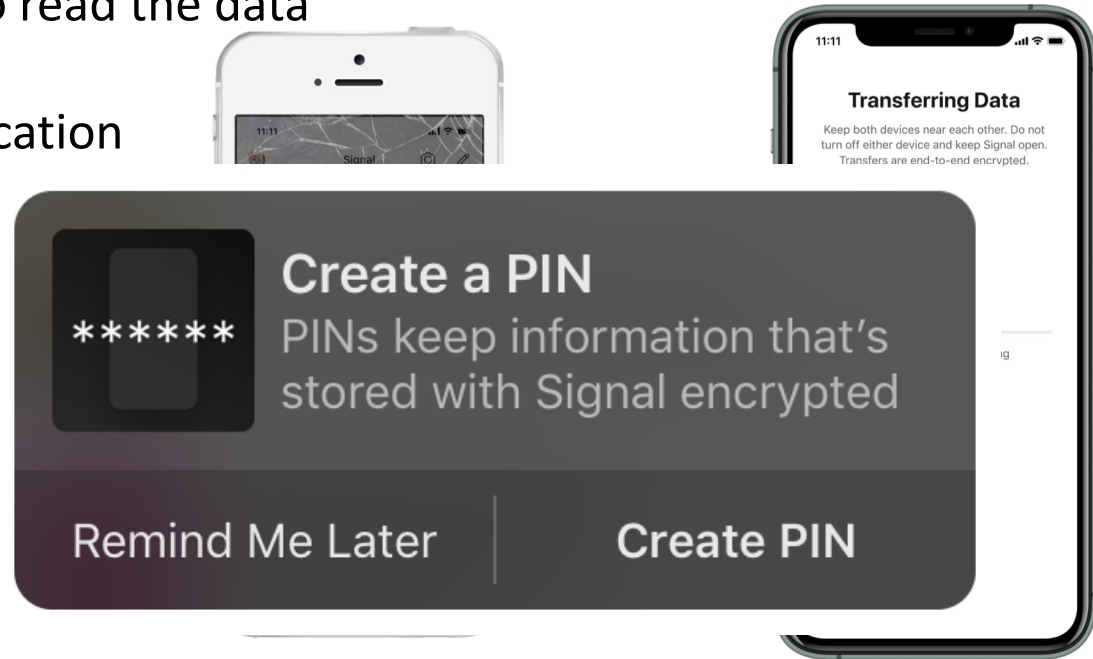 read the data
cation
11:11
Signal
11:11
Transferring Data
Keep both devices near each other. Do not
turn off either device and keep Signal open.
Transfers are end-to-end encrypted.
******
Create a PIN
PINs keep information that’s
stored with Signal encrypted
Remind Me Later
Create PIN